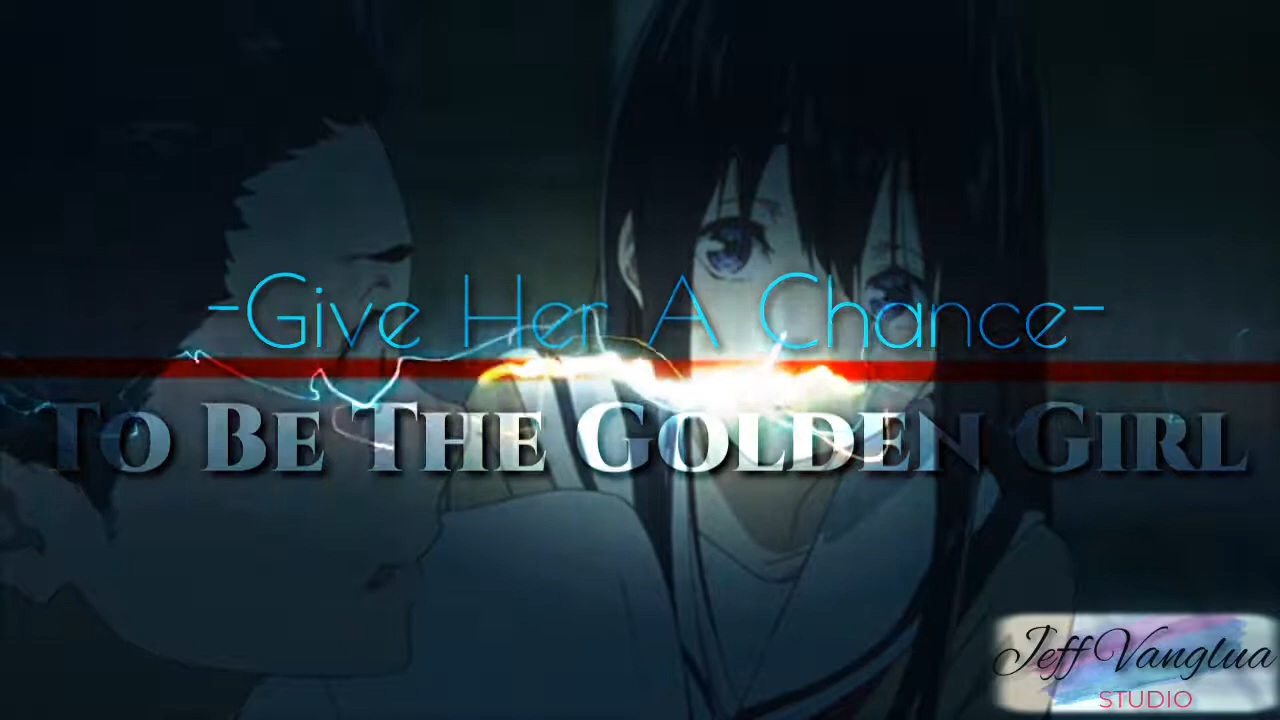 -Give Her A Chance-
To Be The Golden Girl
Jeff Vanglua
STUDIO